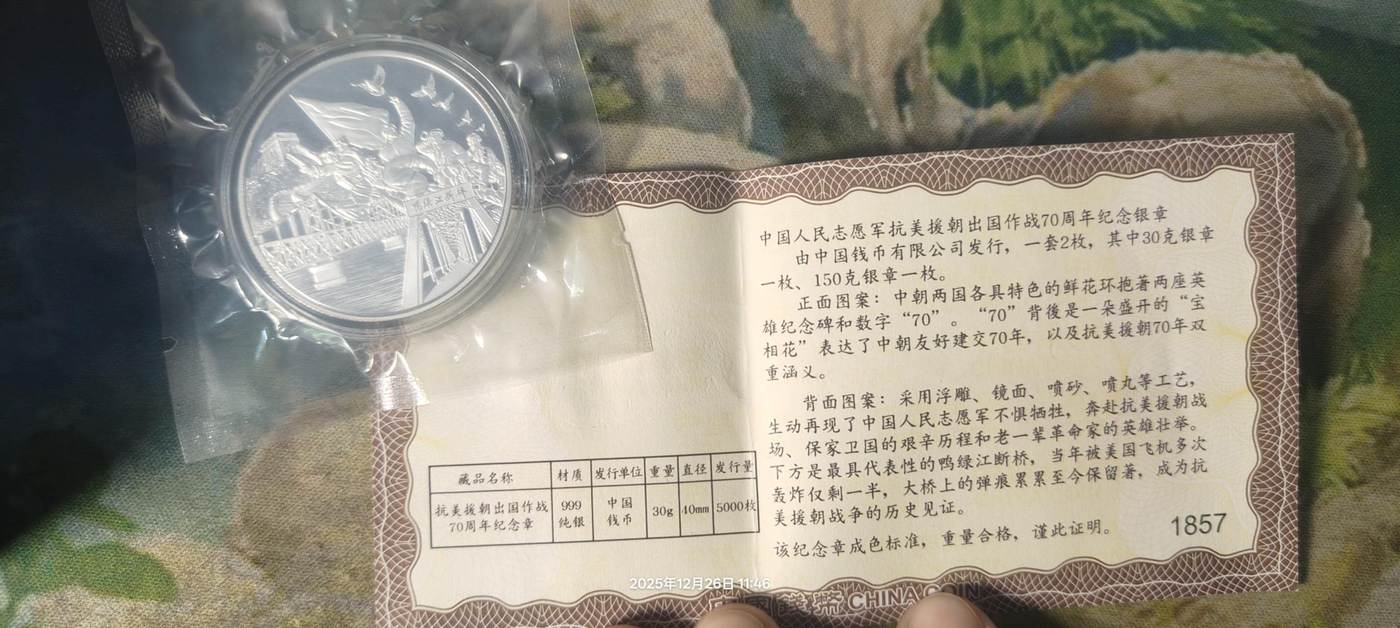 中国人民志愿军抗美援朝出国作战70周年纪念银章
由中国钱币有限公司发行，一套2枚，其中30克银章
一枚、150克银章一枚。
正面图案：中朝两国各具特色的鲜花环抱著两座英
雄纪念碑和数字“70”。“70”背後是一朵盛开的“宝
相花”表达了中朝友好建交70年，以及抗美援朝70年双
重涵义。
背面图案：采用浮雕、镜面、喷砂、喷丸等工艺，
生动再现了中国人民志愿军不惧牺牲，奔赴抗美援朝战
场、保家卫国的艰辛历程和老一辈革命家的英雄壮举。
下方是最具代表性的鸭绿江断桥，当年被美国飞机多次
轰炸仅剩一半，大桥上的弹痕累累至今保留著，成为抗
美援朝战争的历史见证。
该纪念章成色标准，重量合格，谨此证明。
1857
藏品名称 材质 发行单位 重量 直径 发行量
抗美援朝出国作战 999 中国 30g 40mm 5000枚
70周年纪念章 纯银 钱币
2025年12月26日 11:46
CHINA COIN